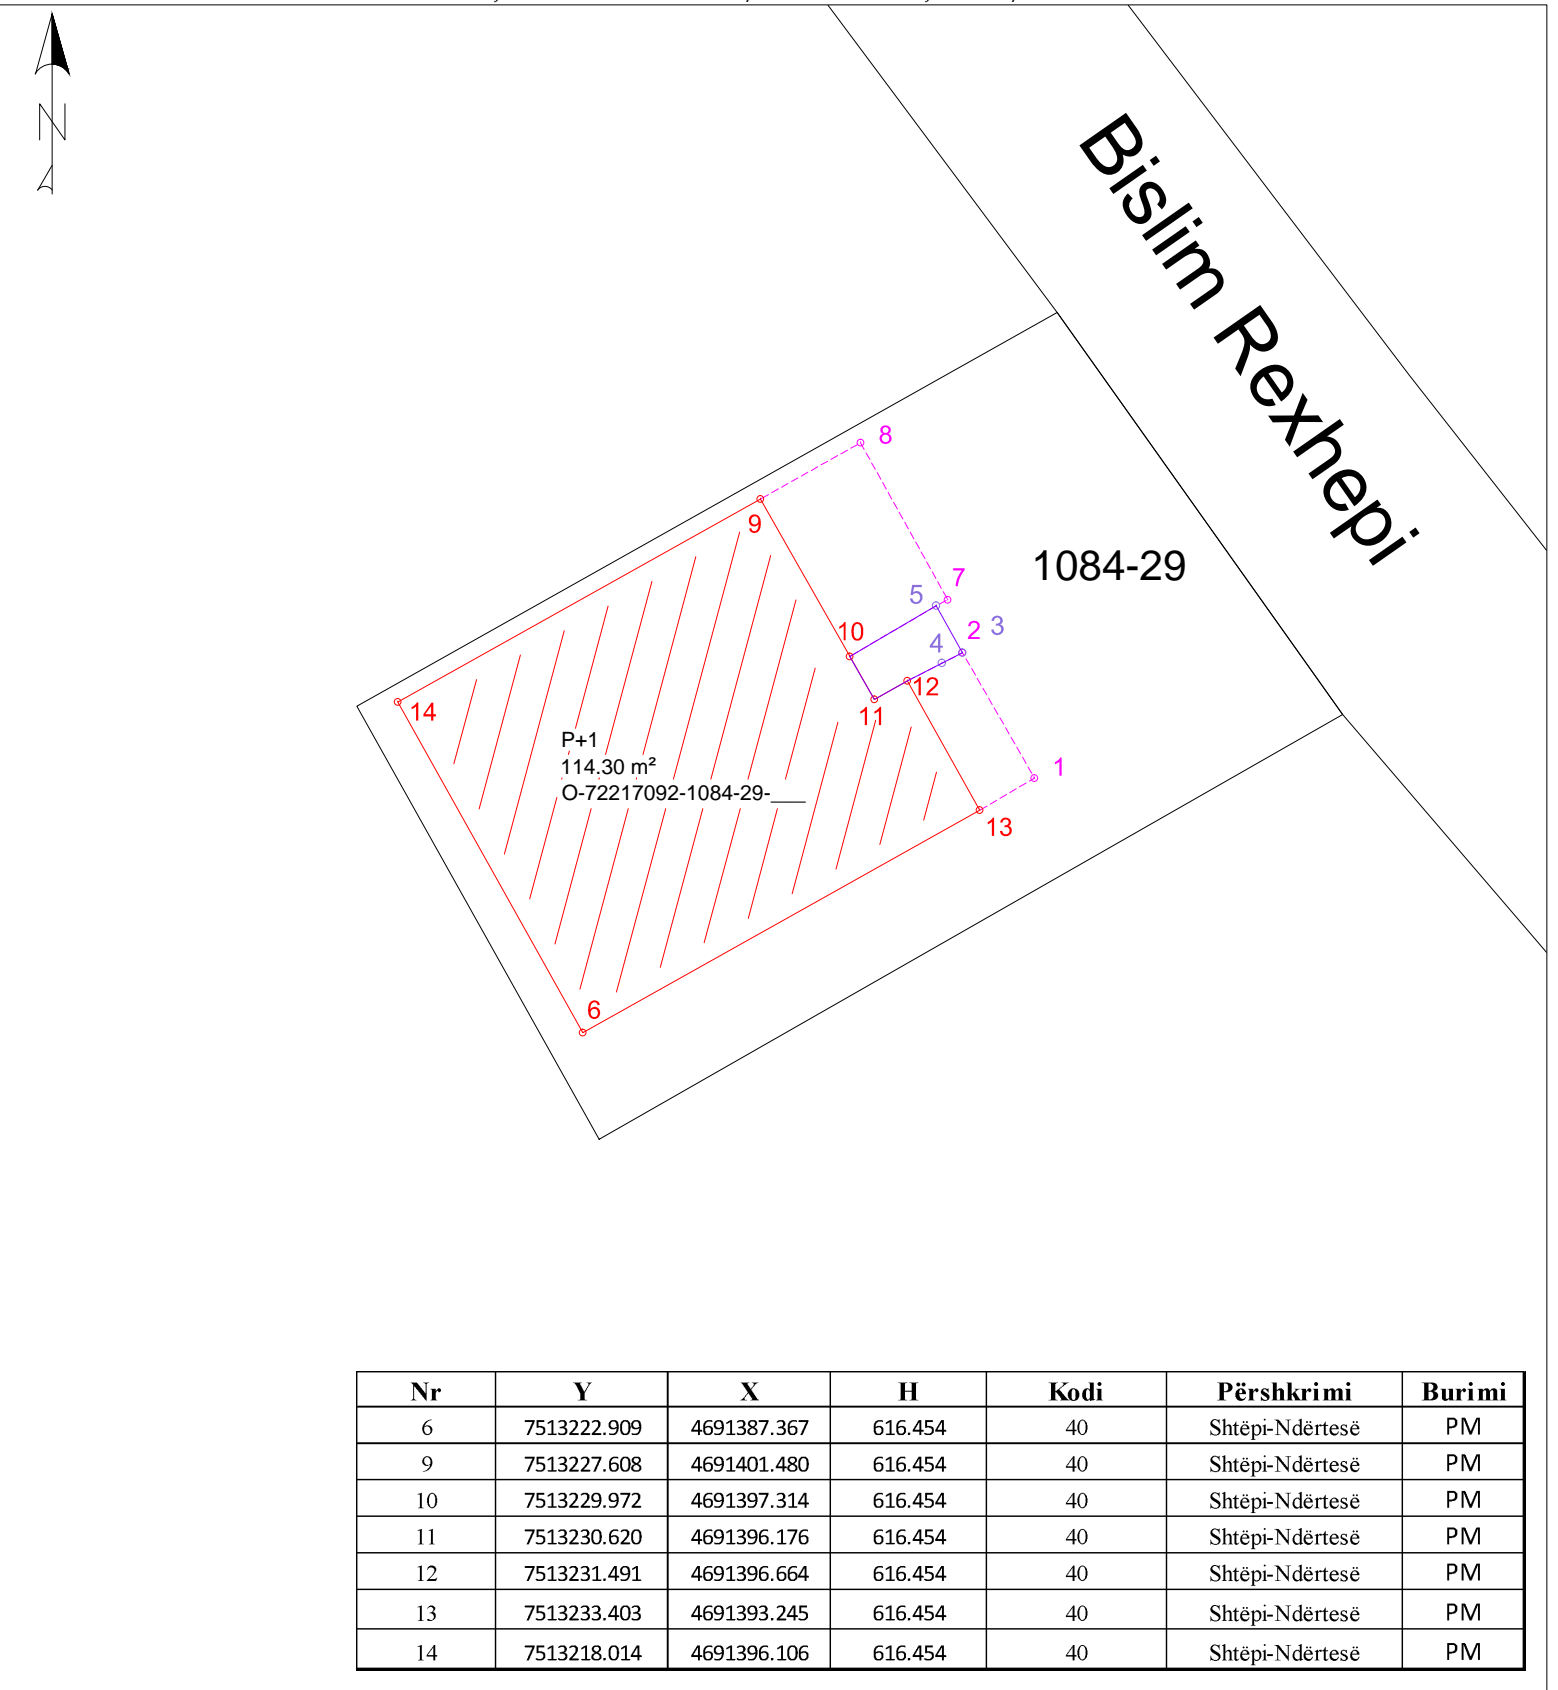 N
Bislim Rexhepi
8
9
1084-29
7
5
10
2
3
4
12
14
11
P+1
114.30 m²
O-72217092-1084-29-___
1
13
6
Nr Y X H Kodi Përshkrimi Burimi
6 7513222.909 4691387.367 616.454 40 Shtëpi-Ndërtesë PM
9 7513227.608 4691401.480 616.454 40 Shtëpi-Ndërtesë PM
10 7513229.972 4691397.314 616.454 40 Shtëpi-Ndërtesë PM
11 7513230.620 4691396.176 616.454 40 Shtëpi-Ndërtesë PM
12 7513231.491 4691396.664 616.454 40 Shtëpi-Ndërtesë PM
13 7513233.403 4691393.245 616.454 40 Shtëpi-Ndërtesë PM
14 7513218.014 4691396.106 616.454 40 Shtëpi-Ndërtesë PM